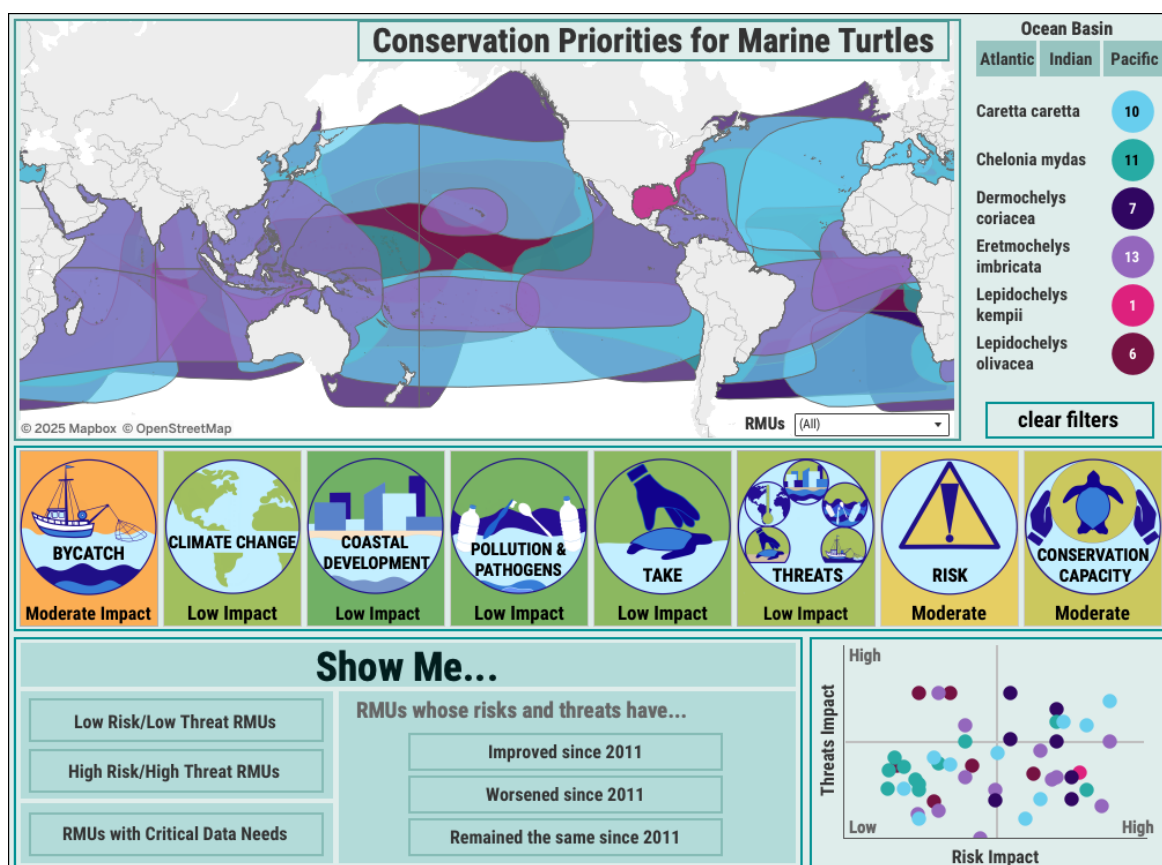 Conservation Priorities for Marine Turtles
© 2025 Mapbox © OpenStreetMap
RMUs (All)
Ocean Basin
Atlantic Indian Pacific
Caretta caretta 10
Chelonia mydas 11
Dermochelys
coriacea 7
Eretmochelys
imbricata 13
Lepidochelys
kempii 1
Lepidochelys
olivacea 6
clear filters
BYCATCH
Moderate Impact
CLIMATE CHANGE
Low Impact
COASTAL
DEVELOPMENT
Low Impact
POLLUTION &
PATHOGENS
Low Impact
TAKE
Low Impact
THREATS
Low Impact
RISK
Moderate
CONSERVATION
CAPACITY
Moderate
Show Me...
Low Risk/Low Threat RMUs
High Risk/High Threat RMUs
RMUs with Critical Data Needs
RMUs whose risks and threats have...
Improved since 2011
Worsened since 2011
Remained the same since 2011
High
Threats Impact
Low
High
Risk Impact